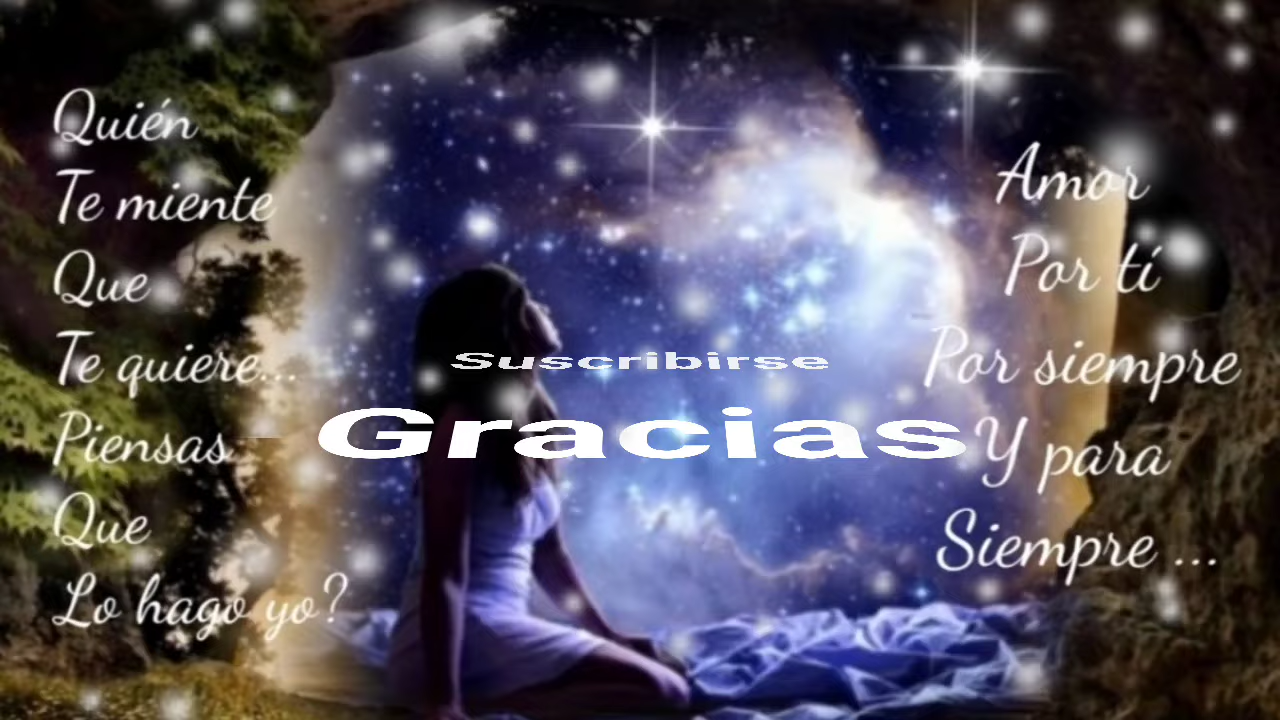 Quién
Te miente
Que
Te quiere...
Piensas
Que
Lo hago yo?
Suscribirse
Gracias
Amor
Por tí
Por siempre
Y para
Siempre ...